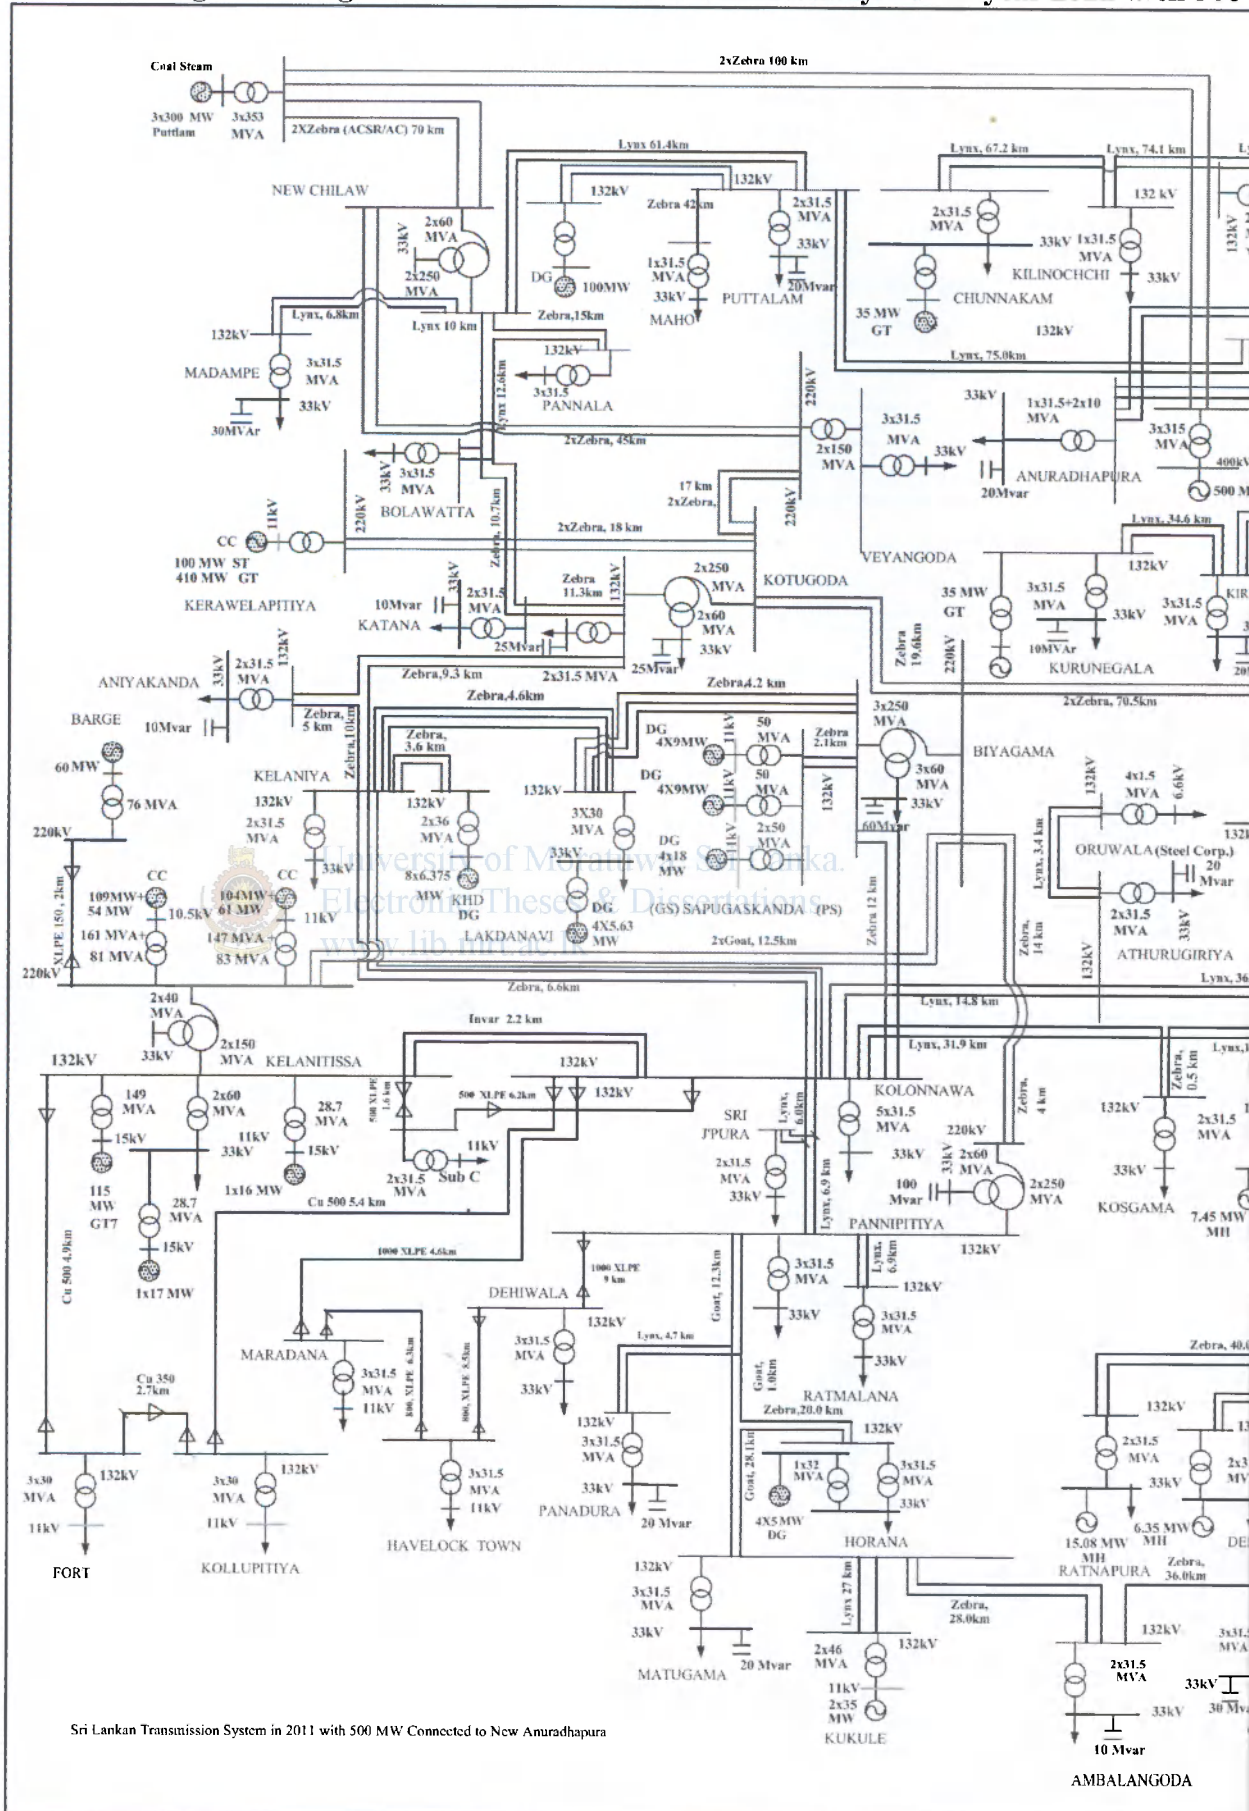 Coal Steam
3x300 MW
Puttlam
3x353
MVA
2xZebra 100 km
2XZebra (ACSR/AC) 70 km
NEW CHILAW
2x60
MVA
33kV
2x250
MVA
Lynx 61.4km
132kV
DG
100MW
132kV
Zebra 42km
1x31.5
MVA
33kV
MAHO
2x31.5
MVA
33kV
20Mvar
PUTTALAM
Lynx, 67.2 km
Lynx, 74.1 km
132 kV
2x31.5
MVA
33kV
1x31.5
MVA
33kV
KILINOCHCHI
CHUNNAKAM
35 MW
GT
132kV
132kV
Lynx, 6.8km
132kV
MADAMPE
3x31.5
MVA
33kV
30MVAr
Lynx 10 km
Zebra,15km
132kV
3x31.5
PANNALA
Lynx 12.6km
Lynx, 75.0km
2xZebra, 45km
220kV
2x150
MVA
3x31.5
MVA
33kV
VEYANGODA
33kV
1x31.5+2x10
MVA
20Mvar
ANURADHAPURA
3x315
MVA
400kV
500 M
33kV
3x31.5
MVA
BOLAWATTA
Zebra, 10.7km
17 km
2xZebra,
220kV
CC
11kV
220kV
100 MW ST
410 MW GT
KERAWELAPITIYA
2xZebra, 18 km
KOTUGODA
Lynx, 34.6 km
132kV
35 MW
GT
3x31.5
MVA
33kV
10MVAr
KURUNEGALA
3x31.5
MVA
KIR
10Mvar
33kV
2x31.5
MVA
KATANA
Zebra
11.3km
132kV
25Mvar
2x31.5 MVA
2x250
MVA
2x60
MVA
33kV
25Mvar
Zebra
19.6km
220kV
2xZebra, 70.5km
Zebra,9.3 km
ANIYAKANDA
33kV
2x31.5
MVA
132kV
10Mvar
Zebra,
5 km
Zebra,10km
Zebra,4.6km
Zebra,4.2 km
BARGE
60 MW
76 MVA
220kV
Zebra,
3.6 km
KELANIYA
132kV
2x31.5
MVA
33kV
132kV
2x36
MVA
8x6.375
MW
KHD
DG
LAKDANAVI
132kV
3X30
MVA
33kV
DG
4X5.63
MW
DG
4X9MW
11kV
50
MVA
DG
4X9MW
11kV
50
MVA
DG
4x18
MW
11kV
2x50
MVA
132kV
Zebra
2.1km
3x250
MVA
3x60
MVA
33kV
60Mvar
BIYAGAMA
(GS) SAPUGASKANDA (PS)
132kV
4x1.5
MVA
6.6kV
Lynx, 3.4 km
ORUWALA (Steel Corp.)
20
Mvar
2x31.5
MVA
33kV
132kV
ATHURUGIRIYA
University of Moratuwa, Sri Lanka.
Electronic Theses & Dissertations
www.lib.mrt.ac.lk
XLPE 150 , 22km
CC
109MW+
54 MW
10.5kV
161 MVA+
81 MVA
CC
104MW+
61 MW
11kV
147 MVA +
83 MVA
220kV
2xGoat, 12.5km
Zebra 12 km
Zebra,
14 km
Zebra, 6.6km
Lynx, 36.
Lynx, 14.8 km
Lynx, 31.9 km
2x40
MVA
33kV
2x150
MVA
KELANITISSA
Invar 2.2 km
132kV
132kV
132kV
KOLONNAWA
Zebra,
0.5 km
132kV
149
MVA
15kV
115
MW
GT7
2x60
MVA
33kV
28.7
MVA
15kV
1x17 MW
28.7
MVA
11kV
15kV
1x16 MW
500 XLPE
1.6 km
500 XLPE 6.2km
11kV
2x31.5
MVA
Sub C
Cu 500 5.4 km
SRI
J'PURA
Lynx,
6.0km
2x31.5
MVA
33kV
5x31.5
MVA
33kV
Lynx, 6.9 km
Zebra,
4 km
220kV
2x60
MVA
33kV
100
Mvar
2x250
MVA
PANNIPITIYA
132kV
2x31.5
MVA
33kV
KOSGAMA
11kV
7.45 MW
MH
Cu 500 4.9km
1000 XLPE 4.6km
1000 XLPE
9 km
DEHIWALA
132kV
3x31.5
MVA
33kV
Goat, 12.3km
3x31.5
MVA
33kV
Lynx,
6.9km
132kV
3x31.5
MVA
33kV
RATMALANA
MARADANA
3x31.5
MVA
11kV
800, XLPE 6.3km
800, XLPE 8.5km
Lynx, 4.7 km
Goat,
1.0km
Zebra,20.0 km
Zebra, 40.0
Cu 350
2.7km
132kV
3x30
MVA
11kV
FORT
132kV
3x30
MVA
11kV
KOLLUPITIYA
3x31.5
MVA
11kV
HAVELOCK TOWN
132kV
3x31.5
MVA
33kV
PANADURA
20 Mvar
Goat, 28.1km
132kV
1x32
MVA
3x31.5
MVA
33kV
4X5 MW
DG
HORANA
132kV
2x31.5
MVA
33kV
15.08 MW
MH
6.35 MW
MH
RATNAPURA
Zebra,
36.0km
132kV
3x31.5
MVA
33kV
20 Mvar
MATUGAMA
Lynx 27 km
132kV
2x46
MVA
11kV
2x35
MW
KUKULE
Zebra,
28.0km
132kV
2x31.5
MVA
33kV
10 Mvar
AMBALANGODA
33kV
Sri Lankan Transmission System in 2011 with 500 MW Connected to New Anuradhapura